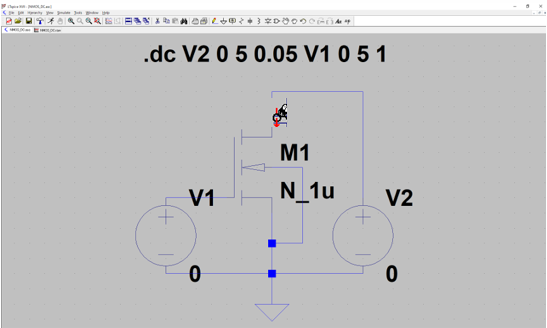 LTspice XVII - [NMOS_DC.asc]
File Edit Hierarchy View Simulate Tools Window Help
NMOS_DC.asc NMOS_DC.raw
.dc V2 0 5 0.05 V1 0 5 1
M1
V1 N_1u V2
0 0